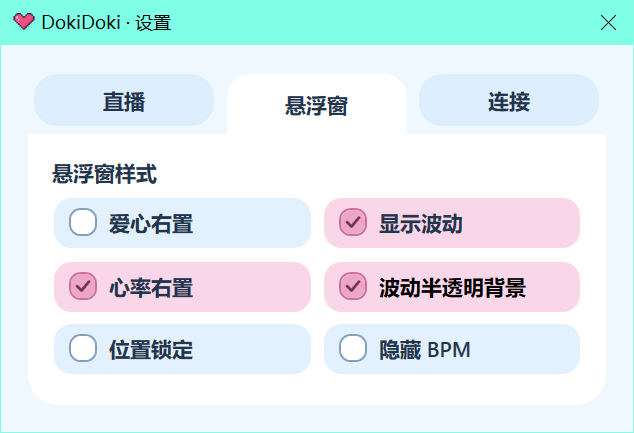 DokiDoki · 设置
直播 悬浮窗 连接
悬浮窗样式
爱心右置 显示波动
心率右置 波动半透明背景
位置锁定 隐藏 BPM